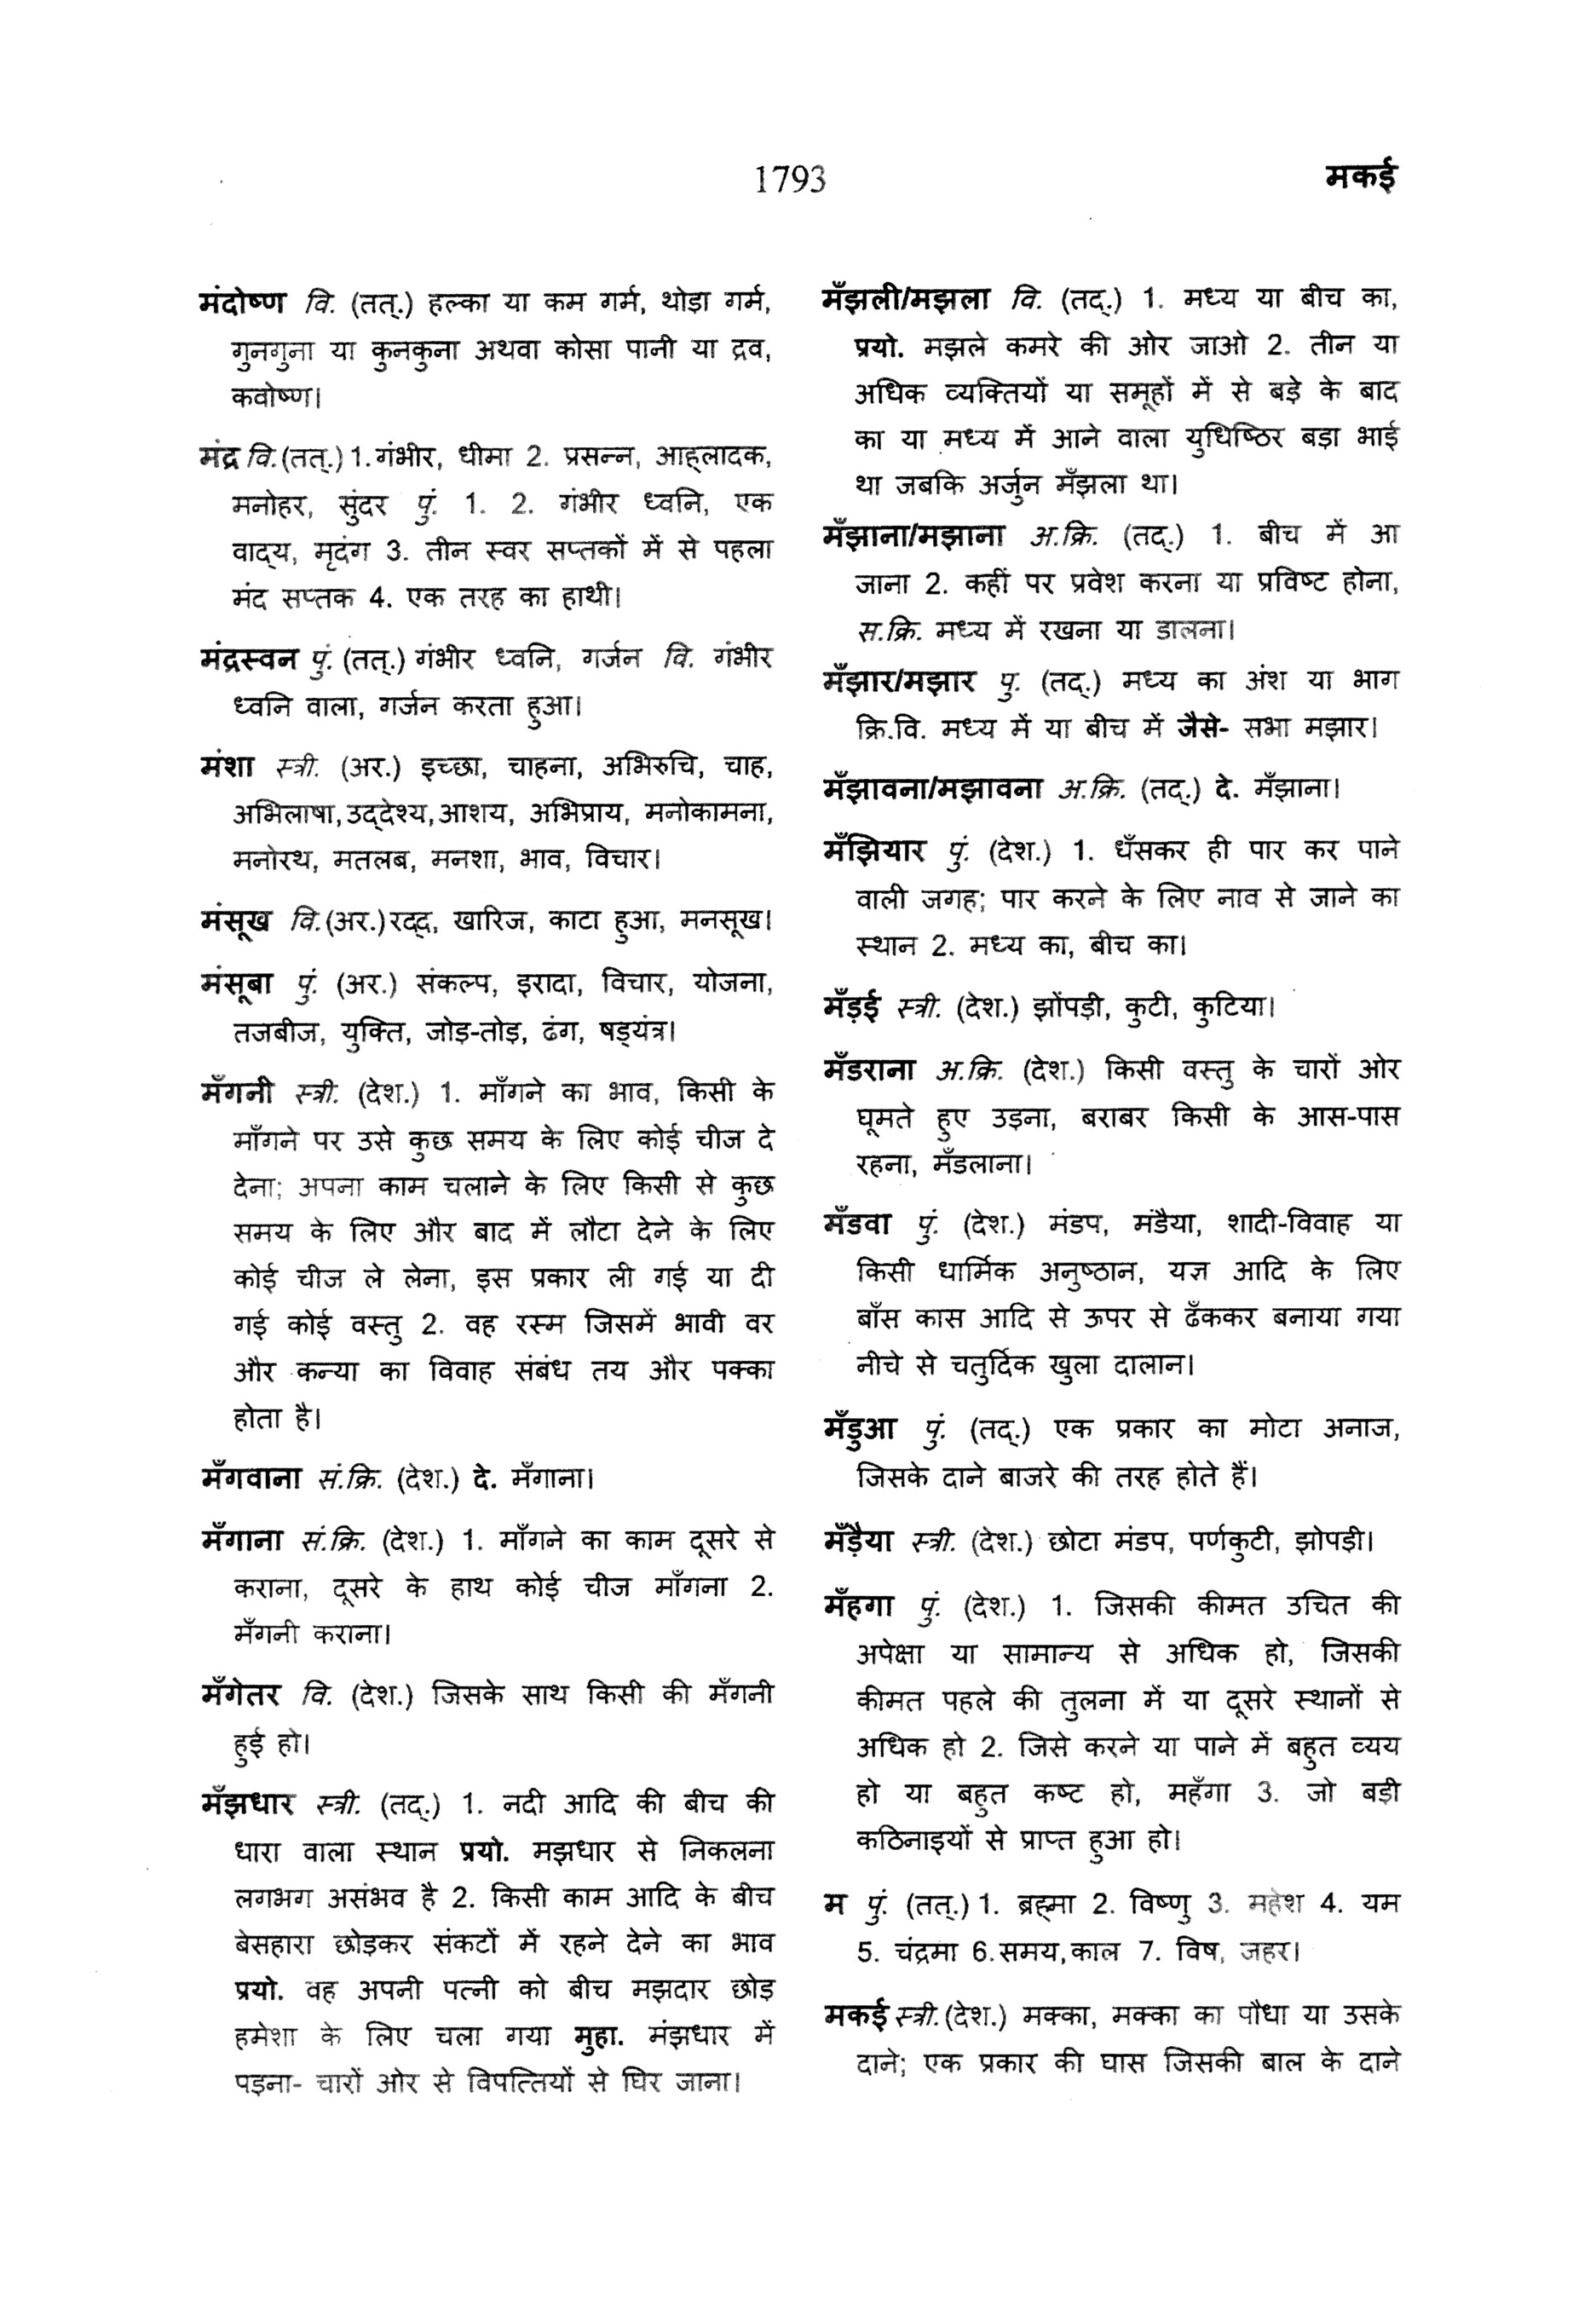 1793
मकई
मंदोष्ण वि. (तत्.) हल्का या कम गर्म, थोड़ा गर्म,
गुनगुना या कुनकुना अथवा कोसा पानी या द्रव,
कवोष्ण।
मंद्र वि.(तत्.) 1.गंभीर, धीमा 2. प्रसन्न, आह्लादक,
मनोहर, सुंदर पुं. 1. 2. गंभीर ध्वनि, एक
वाद्य, मृदंग 3. तीन स्वर सप्तकों में से पहला
मंद सप्तक 4. एक तरह का हाथी।
मंद्रस्वन पुं. (तत्.) गंभीर ध्वनि, गर्जन वि. गंभीर
ध्वनि वाला, गर्जन करता हुआ।
मंशा स्त्री. (अर.) इच्छा, चाहना, अभिरुचि, चाह,
अभिलाषा,उद्देश्य,आशय, अभिप्राय, मनोकामना,
मनोरथ, मतलब, मनशा, भाव, विचार।
मंसूख वि.(अर.)रद्द, खारिज, काटा हुआ, मनसूख।
मंसूबा पुं. (अर.) संकल्प, इरादा, विचार, योजना,
तजबीज, युक्ति, जोड़-तोड़, ढंग, षड्यंत्र।
मँगनी स्त्री. (देश.) 1. माँगने का भाव, किसी के
माँगने पर उसे कुछ समय के लिए कोई चीज दे
देना; अपना काम चलाने के लिए किसी से कुछ
समय के लिए और बाद में लौटा देने के लिए
कोई चीज ले लेना, इस प्रकार ली गई या दी
गई कोई वस्तु 2. वह रस्म जिसमें भावी वर
और कन्या का विवाह संबंध तय और पक्का
होता है।
मँगवाना सं.क्रि. (देश.) दे. मँगाना।
मँगाना सं.क्रि. (देश.) 1. माँगने का काम दूसरे से
कराना, दूसरे के हाथ कोई चीज माँगना 2.
मँगनी कराना।
मँगेतर वि. (देश.) जिसके साथ किसी की मँगनी
हुई हो।
मँझधार स्त्री. (तद्.) 1. नदी आदि की बीच की
धारा वाला स्थान प्रयो. मझधार से निकलना
लगभग असंभव है 2. किसी काम आदि के बीच
बेसहारा छोड़कर संकटों में रहने देने का भाव
प्रयो. वह अपनी पत्नी को बीच मझदार छोड़
हमेशा के लिए चला गया मुहा. मंझधार में
पड़ना- चारों ओर से विपत्तियों से घिर जाना।
मँझली/मझला वि. (तद्.) 1. मध्य या बीच का,
प्रयो. मझले कमरे की ओर जाओ 2. तीन या
अधिक व्यक्तियों या समूहों में से बड़े के बाद
का या मध्य में आने वाला युधिष्ठिर बड़ा भाई
था जबकि अर्जुन मँझला था।
मँझाना/मझाना अ.क्रि. (तद्.) 1. बीच में आ
जाना 2. कहीं पर प्रवेश करना या प्रविष्ट होना,
स.क्रि. मध्य में रखना या डालना।
मँझार/मझार पु. (तद्.) मध्य का अंश या भाग
क्रि.वि. मध्य में या बीच में जैसे- सभा मझार।
मँझावना/मझावना अ.क्रि. (तद्.) दे. मँझाना।
मँझियार पुं. (देश.) 1. धँसकर ही पार कर पाने
वाली जगह; पार करने के लिए नाव से जाने का
स्थान 2. मध्य का, बीच का।
मँड़ई स्त्री. (देश.) झोंपड़ी, कुटी, कुटिया।
मँडराना अ.क्रि. (देश.) किसी वस्तु के चारों ओर
घूमते हुए उड़ना, बराबर किसी के आस-पास
रहना, मँडलाना।
मँडवा पुं. (देश.) मंडप, मंडैया, शादी-विवाह या
किसी धार्मिक अनुष्ठान, यज्ञ आदि के लिए
बाँस कास आदि से ऊपर से ढँककर बनाया गया
नीचे से चतुर्दिक खुला दालान।
मँडुआ पुं. (तद्.) एक प्रकार का मोटा अनाज,
जिसके दाने बाजरे की तरह होते हैं।
मँड़ैया स्त्री. (देश.) छोटा मंडप, पर्णकुटी, झोपड़ी।
मँहगा पुं. (देश.) 1. जिसकी कीमत उचित की
अपेक्षा या सामान्य से अधिक हो, जिसकी
कीमत पहले की तुलना में या दूसरे स्थानों से
अधिक हो 2. जिसे करने या पाने में बहुत व्यय
हो या बहुत कष्ट हो, महँगा 3. जो बड़ी
कठिनाइयों से प्राप्त हुआ हो।
म पुं. (तत्.) 1. ब्रह्मा 2. विष्णु 3. महेश 4. यम
5. चंद्रमा 6.समय,काल 7. विष, जहर।
मकई स्त्री.(देश.) मक्का, मक्का का पौधा या उसके
दाने; एक प्रकार की घास जिसकी बाल के दाने